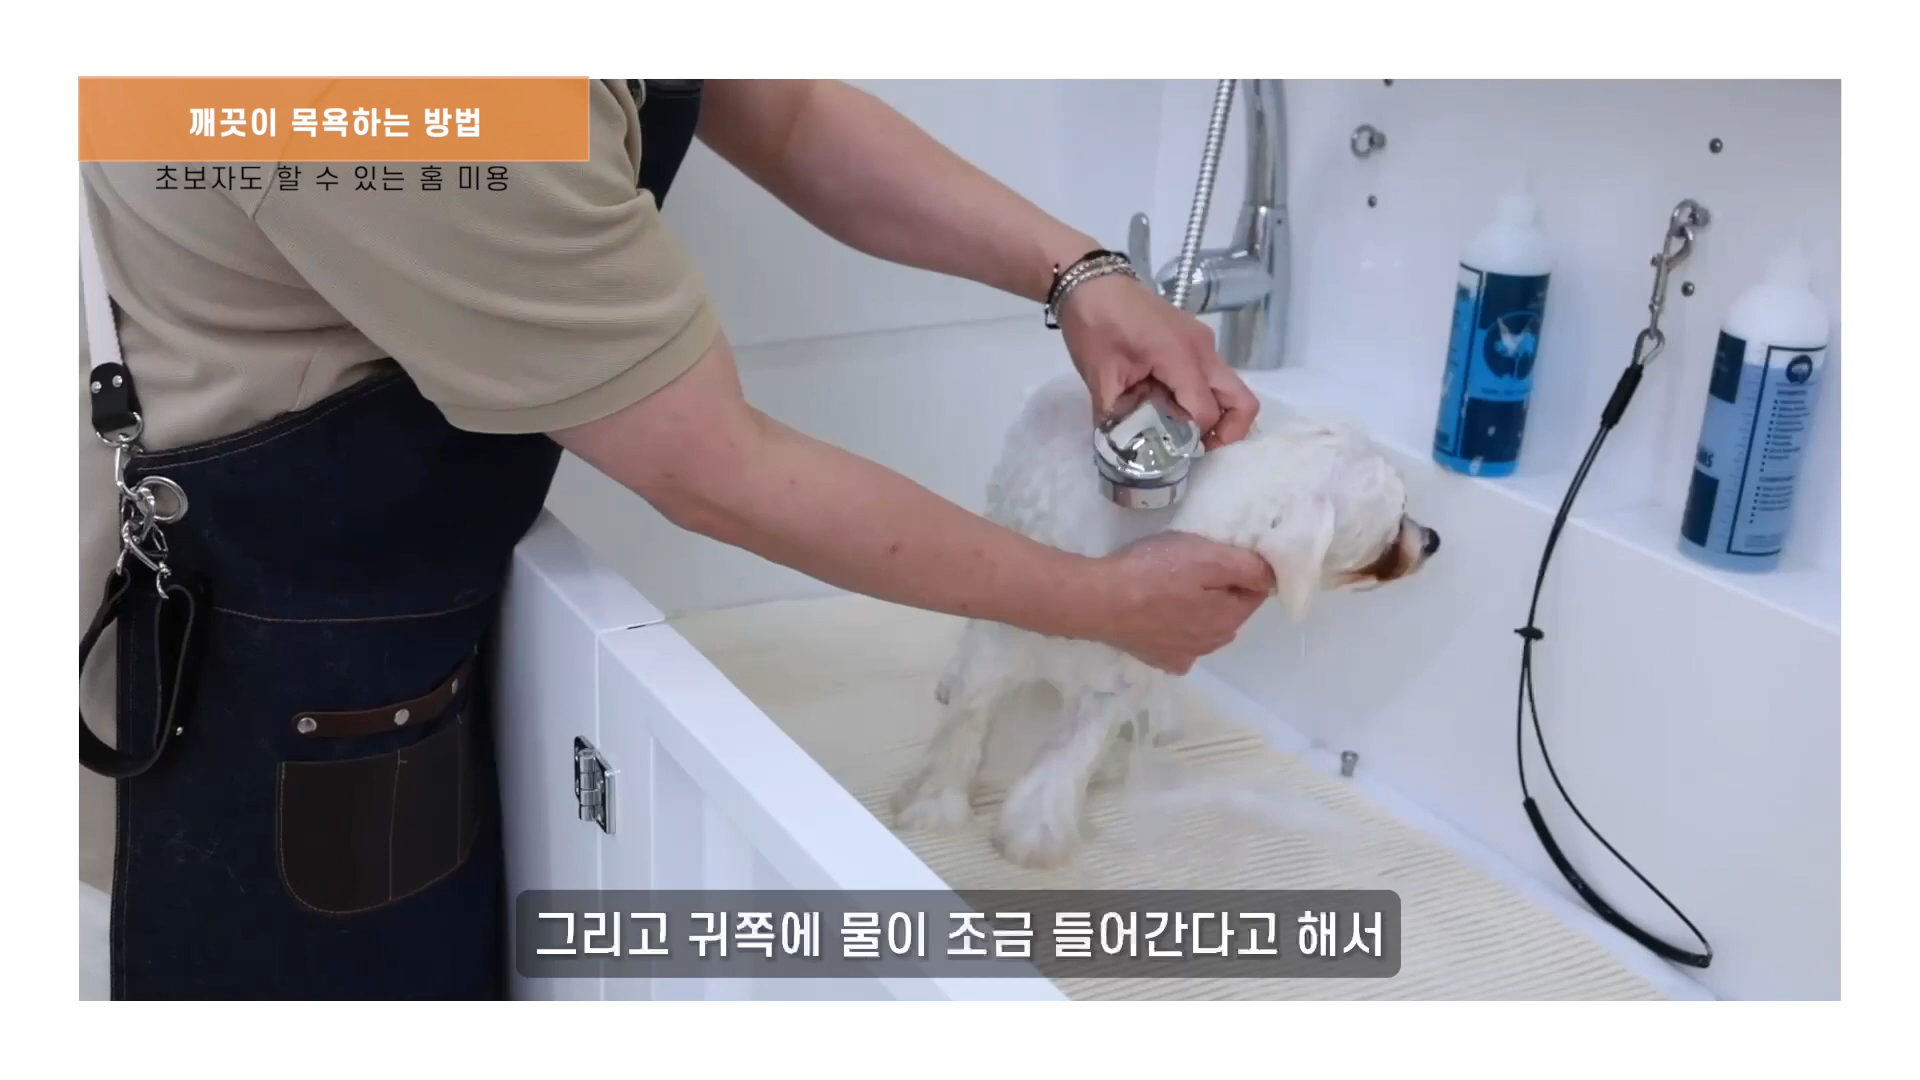 깨끗이 목욕하는 방법
초보자도 할 수 있는 홈 미용
그리고 귀쪽에 물이 조금 들어간다고 해서